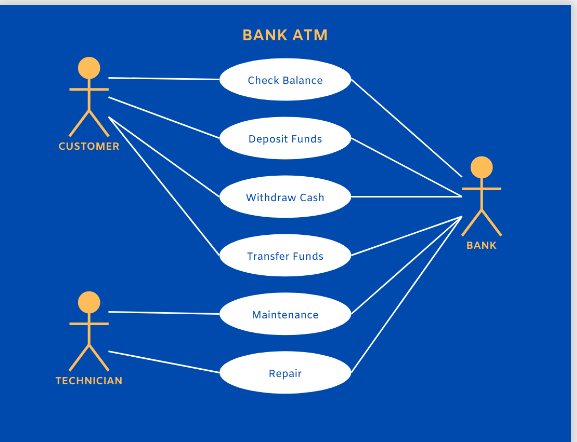 BANK ATM
Check Balance
CUSTOMER
Deposit Funds
Withdraw Cash
BANK
Transfer Funds
Maintenance
TECHNICIAN
Repair